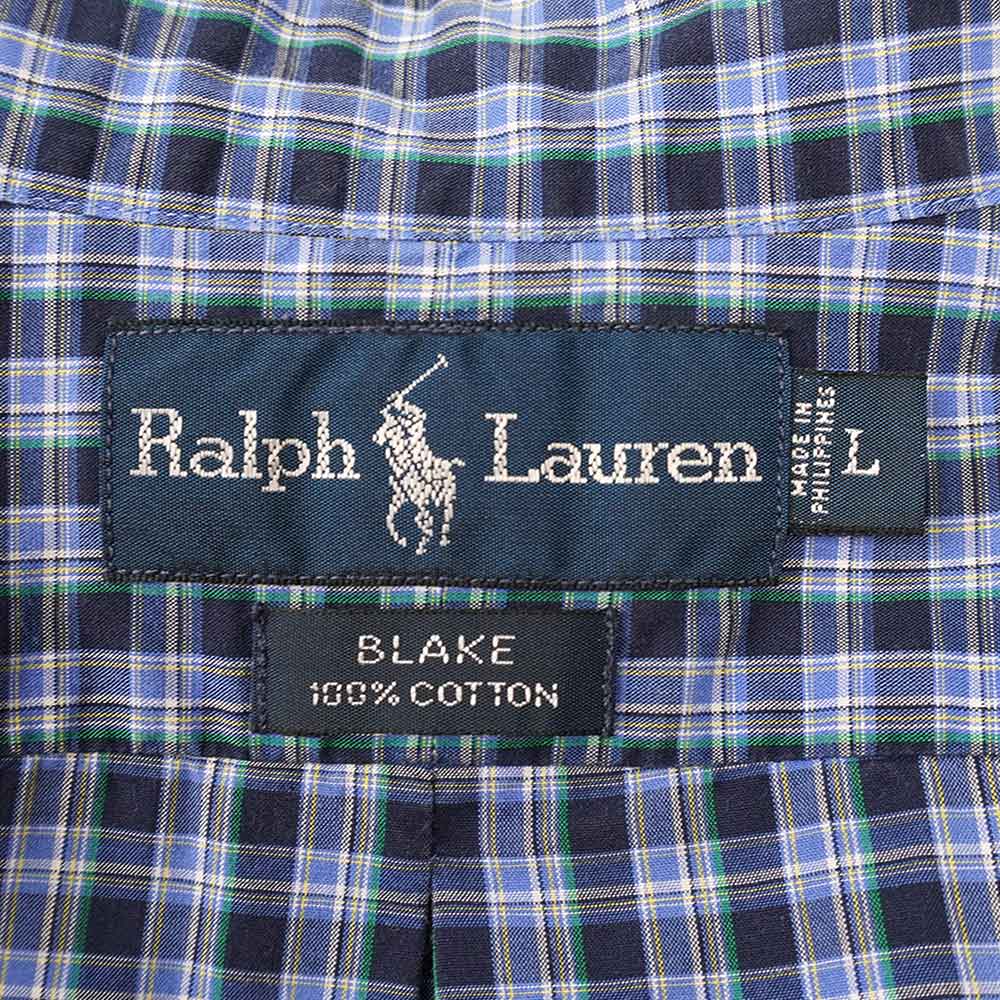 Ralph Lauren
MADE IN
PHILIPPINES
L
BLAKE
100% COTTON